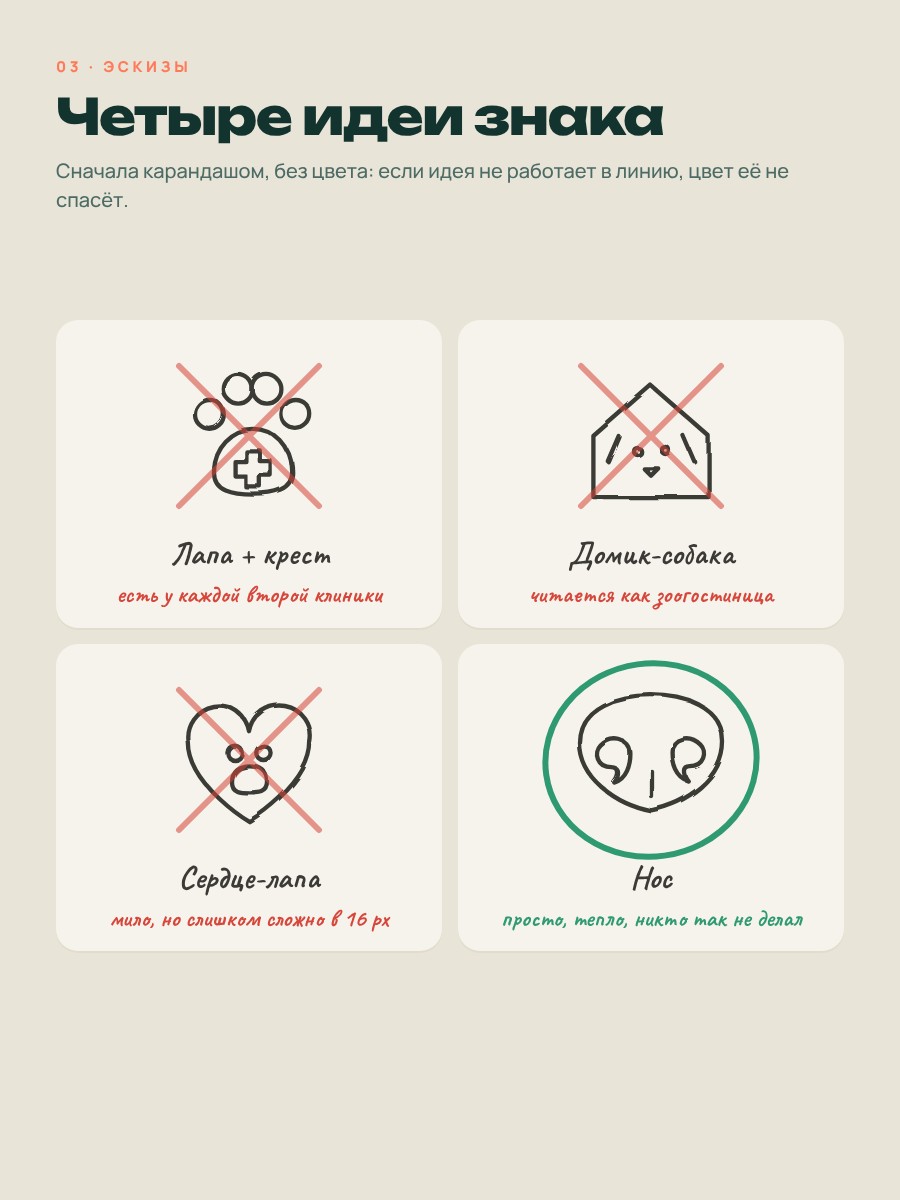 03 · ЭСКИЗЫ
Четыре идеи знака
Сначала карандашом, без цвета: если идея не работает в линию, цвет её не
спасёт.
Лапа + крест
есть у каждой второй клиники
Домик-собака
читается как зоогостиница
Сердце-лапа
мило, но слишком сложно в 16 px
Нос
просто, тепло, никто так не делал